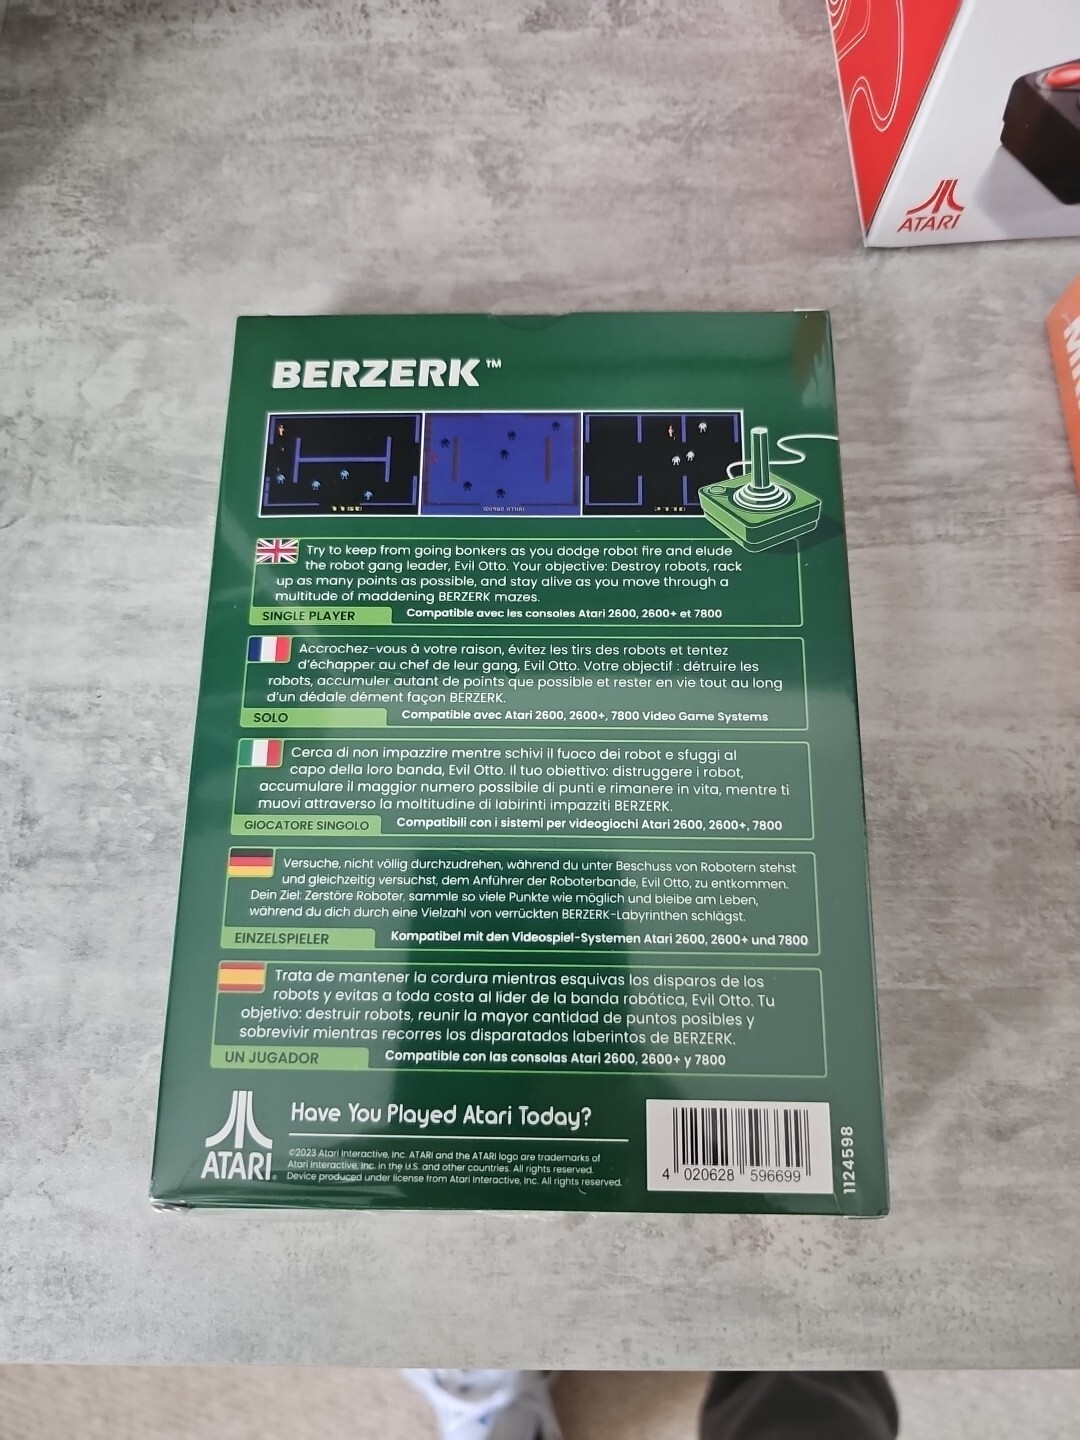 ATARI
BERZERK™
Try to keep from going bonkers as you dodge robot fire and elude
the robot gang leader, Evil Otto. Your objective: Destroy robots, rack
up as many points as possible, and stay alive as you move through a
multitude of maddening BERZERK mazes.
SINGLE PLAYER Compatible avec les consoles Atari 2600, 2600+ et 7800
Accrochez-vous à votre raison, évitez les tirs des robots et tentez
d'échapper au chef de leur gang, Evil Otto. Votre objectif : détruire les
robots, accumuler autant de points que possible et rester en vie tout au long
d'un dédale dément façon BERZERK.
SOLO Compatible avec Atari 2600, 2600+, 7800 Video Game Systems
Cerca di non impazzire mentre schivi il fuoco dei robot e sfuggi al
capo della loro banda, Evil Otto. Il tuo obiettivo: distruggere i robot,
accumulare il maggior numero possibile di punti e rimanere in vita, mentre ti
muovi attraverso la moltitudine di labirinti impazziti BERZERK.
GIOCATORE SINGOLO Compatibili con i sistemi per videogiochi Atari 2600, 2600+, 7800
Versuche, nicht völlig durchzudrehen, während du unter Beschuss von Robotern stehst
und gleichzeitig versuchst, dem Anführer der Roboterbande, Evil Otto, zu entkommen.
Dein Ziel: Zerstöre Roboter, sammle so viele Punkte wie möglich und bleibe am Leben,
während du dich durch eine Vielzahl von verrückten BERZERK-Labyrinthen schlägst.
EINZELSPIELER Kompatibel mit den Videospiel-Systemen Atari 2600, 2600+ und 7800
Trata de mantener la cordura mientras esquivas los disparos de los
robots y evitas a toda costa al líder de la banda robótica, Evil Otto. Tu
objetivo: destruir robots, reunir la mayor cantidad de puntos posibles y
sobrevivir mientras recorres los disparatados laberintos de BERZERK.
UN JUGADOR Compatible con las consolas Atari 2600, 2600+ y 7800
Have You Played Atari Today?
ATARI®
©2023 Atari Interactive, Inc. ATARI and the ATARI logo are trademarks of
Atari Interactive, Inc. in the U.S. and other countries. All rights reserved.
Device produced under license from Atari Interactive, Inc. All rights reserved.
4 020628 596699
1124598